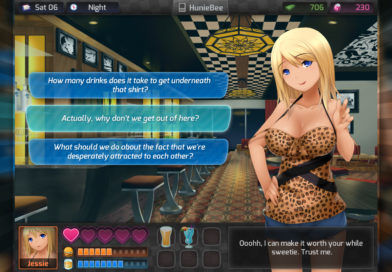 Sat 06
Night
HunieBee
706
230
How many drinks does it take to get underneath
that shirt?
Actually, why don't we get out of here?
What should we do about the fact that we're
desperately attracted to each other?
Jessie
Ooohh, I can make it worth your while
sweetie. Trust me.